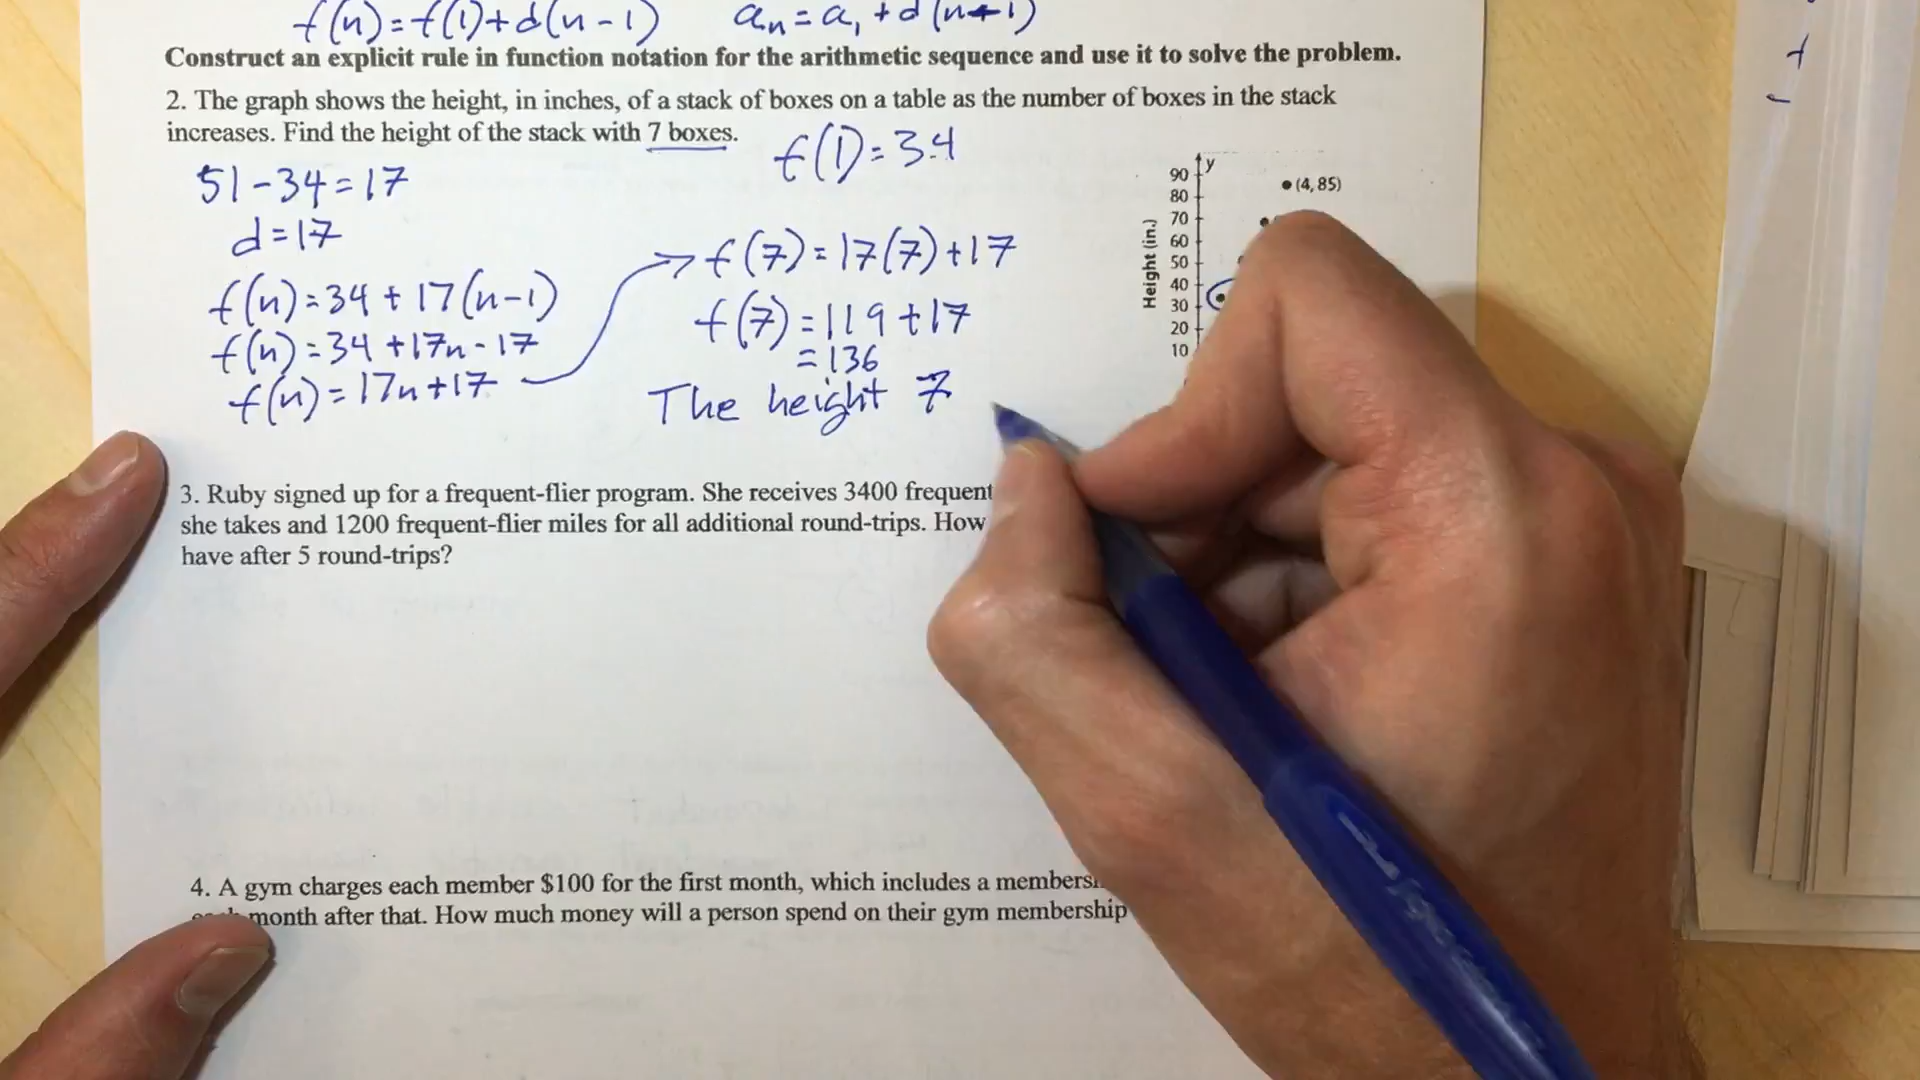 f(n)=f(1)+d(n-1) an=a1+d(n-1)
Construct an explicit rule in function notation for the arithmetic sequence and use it to solve the problem.
2. The graph shows the height, in inches, of a stack of boxes on a table as the number of boxes in the stack
increases. Find the height of the stack with 7 boxes.
f(1)=34
51-34=17
d=17
f(n)=34+17(n-1)
f(n)=34+17n-17
f(n)=17n+17
f(7)=17(7)+17
f(7)=119+17
=136
The height 7
y
90
80
70
60
50
40
30
20
10
Height (in.)
(4, 85)
3. Ruby signed up for a frequent-flier program. She receives 3400 frequent
she takes and 1200 frequent-flier miles for all additional round-trips. How
have after 5 round-trips?
4. A gym charges each member $100 for the first month, which includes a
month after that. How much money will a person spend on their gym membership